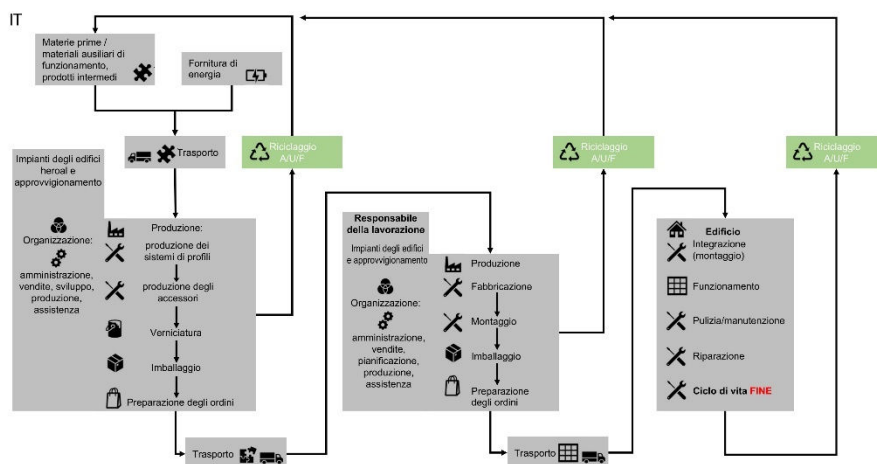 IT
Materie prime /
materiali ausiliari di
funzionamento,
prodotti intermedi
Fornitura di
energia
Trasporto
Riciclaggio
A/U/F
Riciclaggio
A/U/F
Riciclaggio
A/U/F
Impianti degli edifici
heroal e
approvvigionamento
Organizzazione:
amministrazione,
vendite, sviluppo,
produzione,
assistenza
Produzione:
produzione dei
sistemi di profili
produzione degli
accessori
Verniciatura
Imballaggio
Preparazione degli ordini
Trasporto
Responsabile
della lavorazione
Impianti degli edifici
e approvvigionamento
Organizzazione:
amministrazione,
vendite,
pianificazione,
produzione,
assistenza
Produzione
Fabbricazione
Montaggio
Imballaggio
Preparazione
degli ordini
Trasporto
Edificio
Integrazione
(montaggio)
Funzionamento
Pulizia/manutenzione
Riparazione
Ciclo di vita FINE